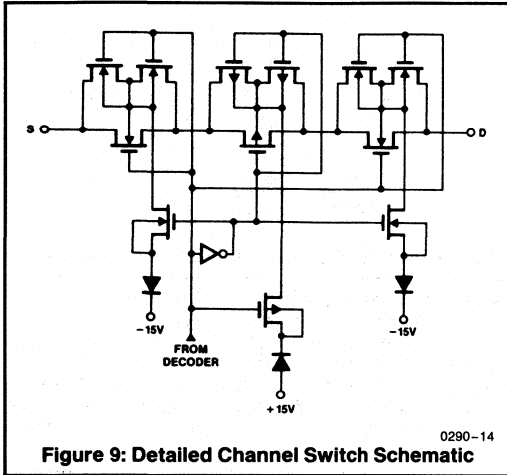 S
D
-15V
FROM
DECODER
-15V
+15V
0290-14
Figure 9: Detailed Channel Switch Schematic